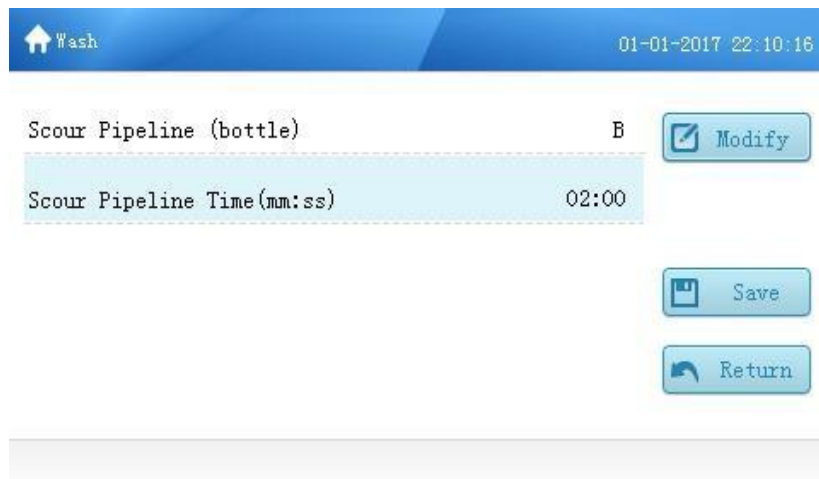 Wash 01-01-2017 22:10:16
Scour Pipeline (bottle) B
Modify
Scour Pipeline Time(mm:ss) 02:00
Save
Return